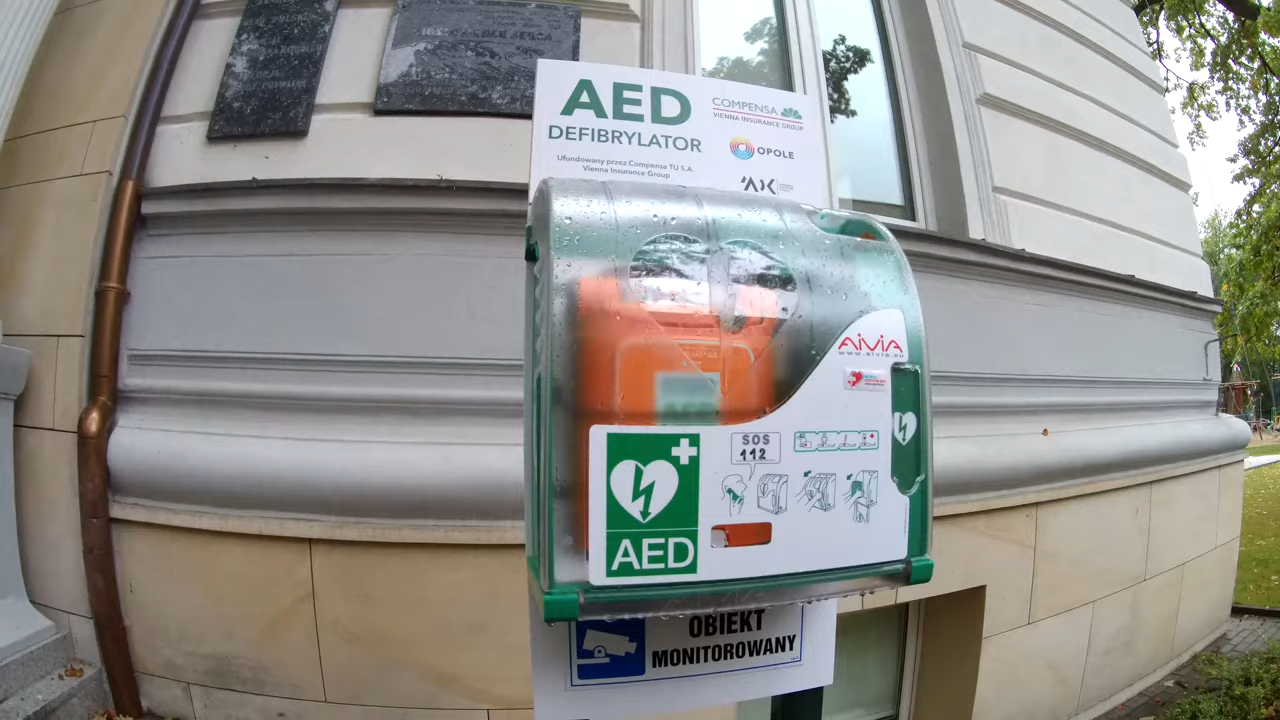 AED
DEFIBRYLATOR
Ufundowany przez Compensa TU S.A.
Vienna Insurance Group
COMPENSA
VIENNA INSURANCE GROUP
OPOLE
AiViA
www.aivia.eu
SOS
112
AED
AED
OBIEKT
MONITOROWANY